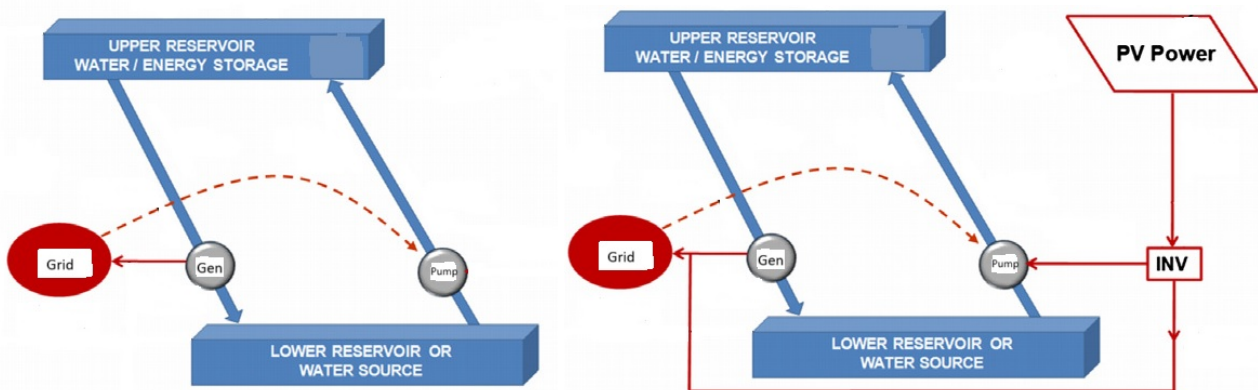 UPPER RESERVOIR
WATER / ENERGY STORAGE
Grid
Gen
Pump
LOWER RESERVOIR OR
WATER SOURCE
UPPER RESERVOIR
WATER / ENERGY STORAGE
PV Power
Grid
Gen
Pump
INV
LOWER RESERVOIR OR
WATER SOURCE